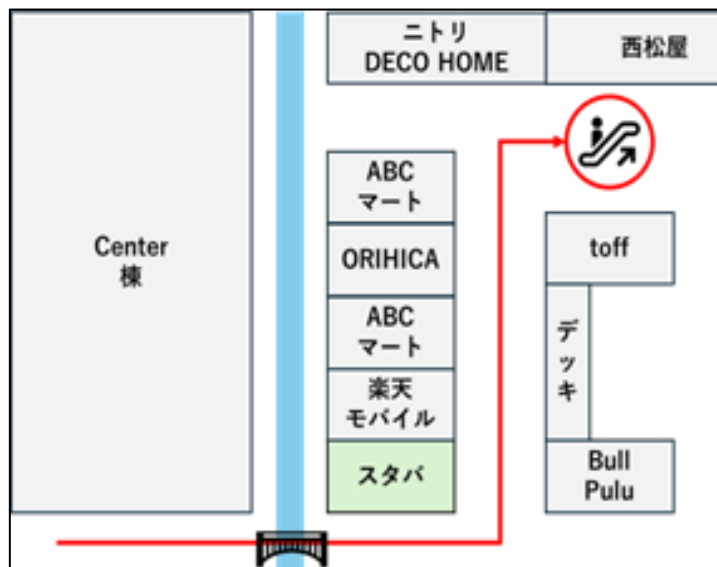 ニトリ
DECO HOME
西松屋
ABC
マート
ORIHICA
ABC
マート
楽天
モバイル
スタバ
Center
棟
toff
デッキ
Bull
Pulu